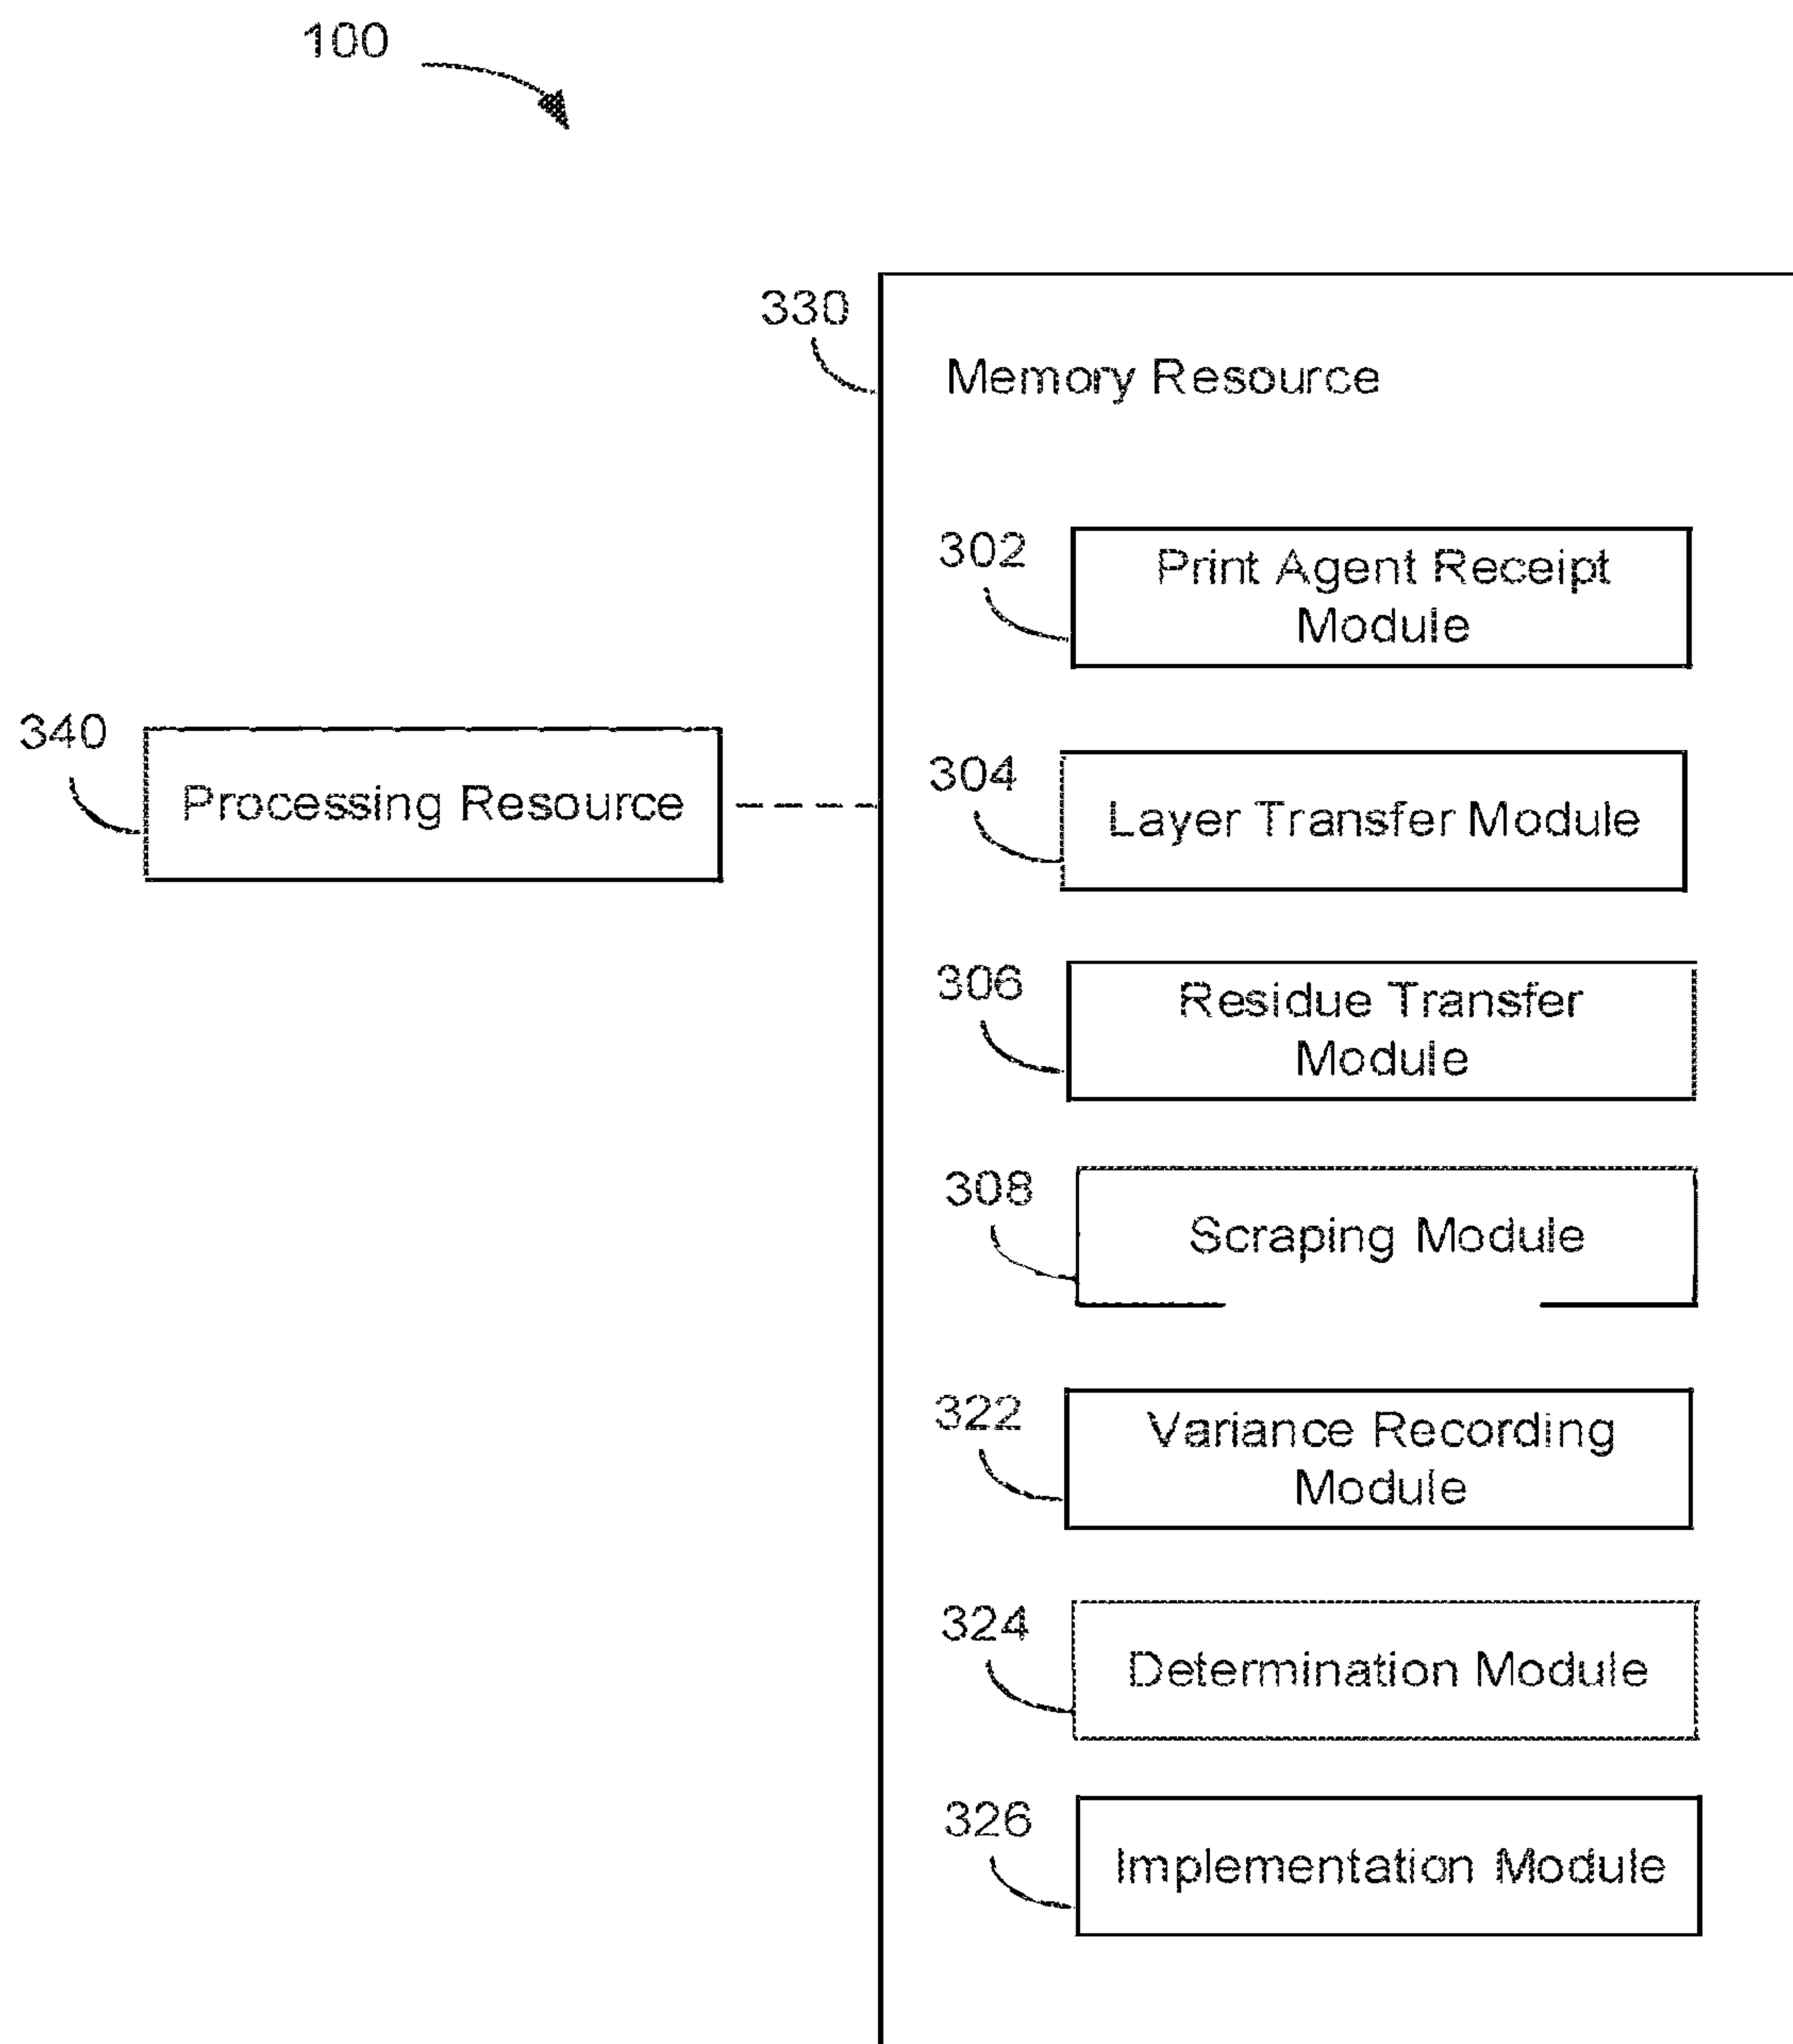 100
330
Memory Resource
302
Print Agent Receipt
Module
340
Processing Resource
304
Layer Transfer Module
306
Residue Transfer
Module
308
Scraping Module
322
Variance Recording
Module
324
Determination Module
326
Implementation Module